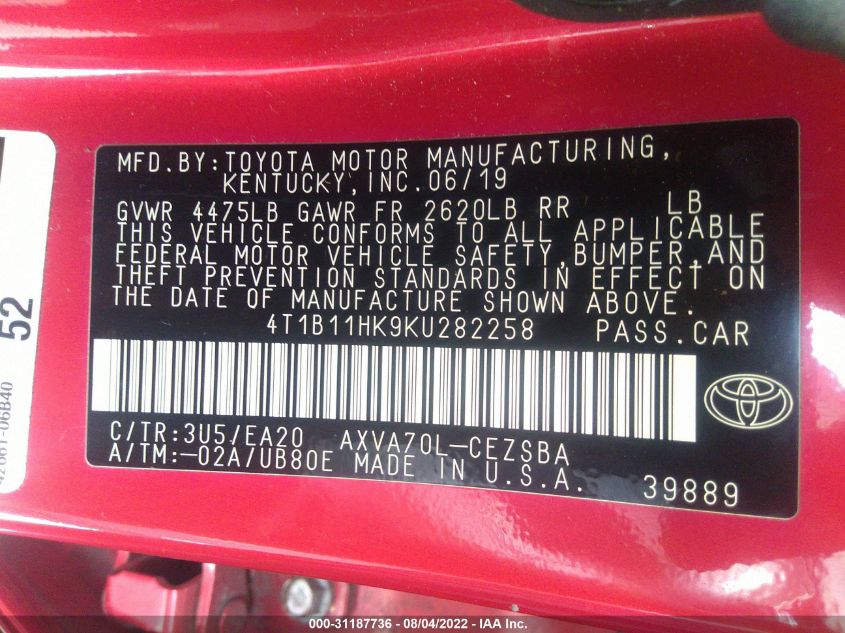 MFD.BY:TOYOTA MOTOR MANUFACTURING,
KENTUCKY,INC.06/19
GVWR 4475LB GAWR FR 2620LB RR LB
THIS VEHICLE CONFORMS TO ALL APPLICABLE
FEDERAL MOTOR VEHICLE SAFETY,BUMPER,AND
THEFT PREVENTION STANDARDS IN EFFECT ON
THE DATE OF MANUFACTURE SHOWN ABOVE.
4T1B11HK9KU282258 PASS.CAR
C/TR:3U5/EA20 AXVA70L-CEZSBA
A/TM:-02A/UB80E MADE IN U.S.A. 39889
52
42661-06B40
000-31187736 - 08/04/2022 - IAA Inc.